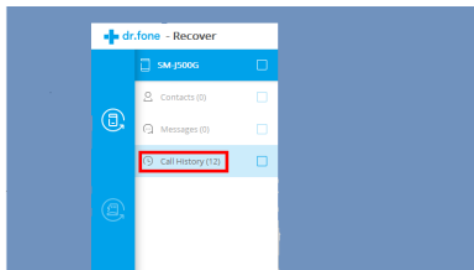 dr.fone - Recover
SM-J500G
Contacts (0)
Messages (0)
Call History (12)